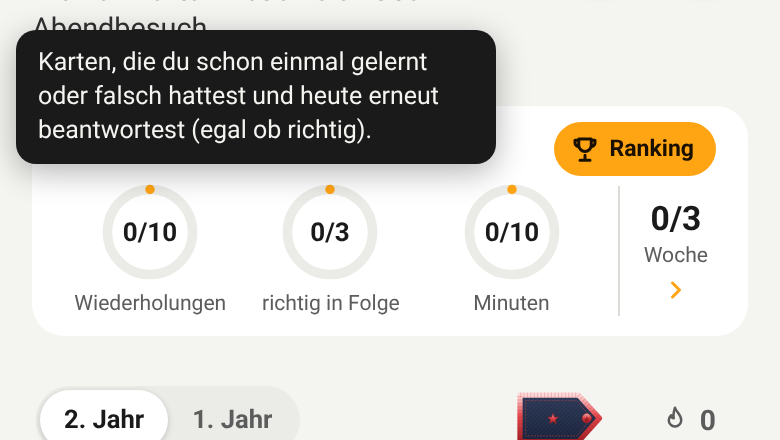 Abendbesuch
Karten, die du schon einmal gelernt
oder falsch hattest und heute erneut
beantwortest (egal ob richtig).
Ranking
0/10
Wiederholungen
0/3
richtig in Folge
0/10
Minuten
0/3
Woche
2. Jahr
1. Jahr
0